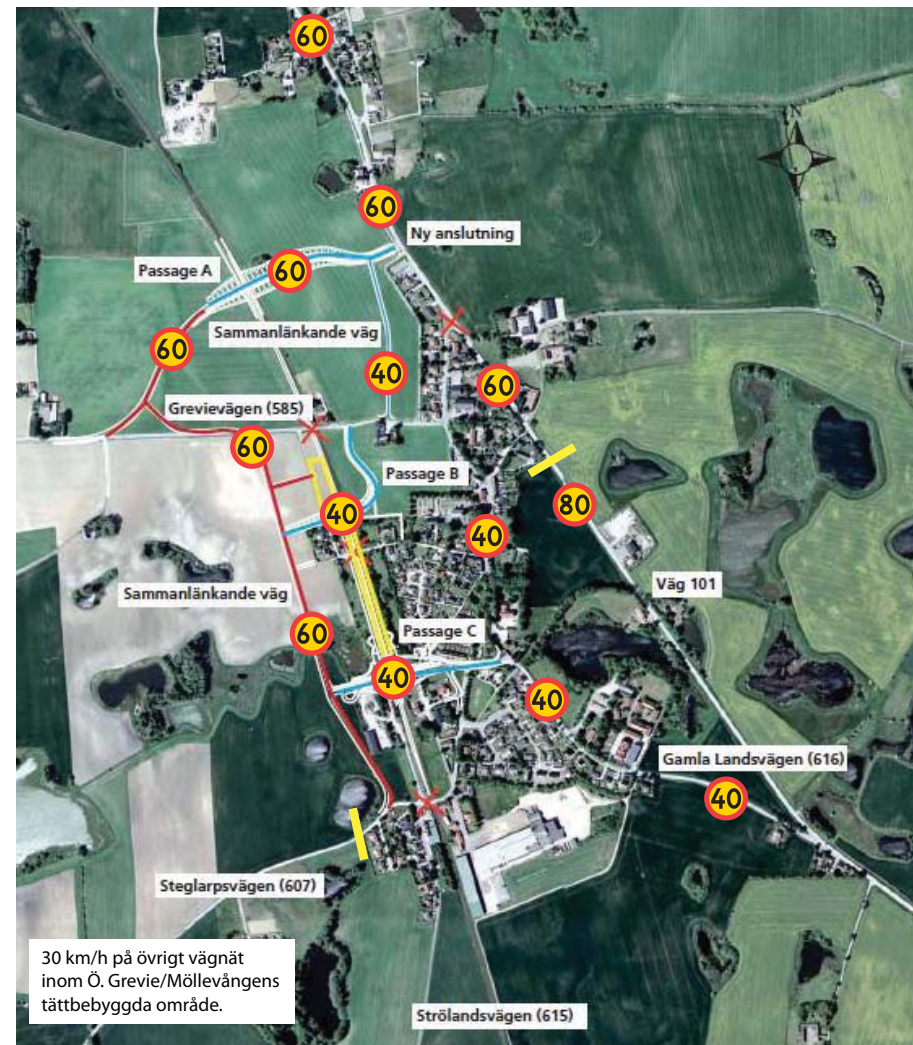 60
60
Ny anslutning
Passage A
60
Sammanlänkande väg
60
40
60
Grevievägen (585)
60
Passage B
40
80
40
Sammanlänkande väg
Väg 101
60
Passage C
40
40
Gamla Landsvägen (616)
40
Steglarpsvägen (607)
30 km/h på övrigt vägnät
inom Ö. Grevie/Möllevångens
tättbebyggda område.
Strölandsvägen (615)